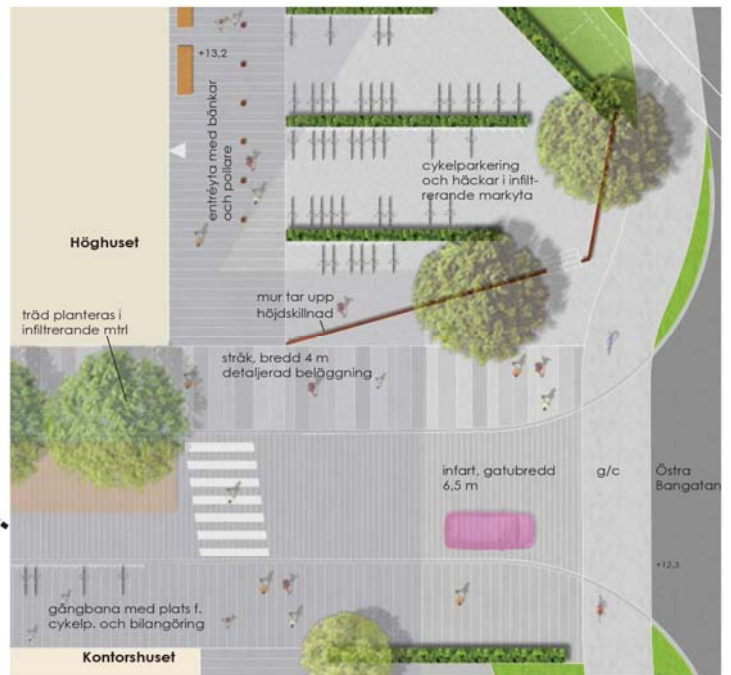 +13,2
entréyta med bänkar
och pollare
cykelparkering
och häckar i infilt-
rerande markyta
Höghuset
mur tar upp
höjdskillnad
träd planteras i
infiltrerande mtrl
stråk, bredd 4 m
detaljerad beläggning
infart, gatubredd
6,5 m
g/c
Östra
Bangatan
+12,3
gångbana med plats f.
cykelp. och bilangöring
Kontorshuset